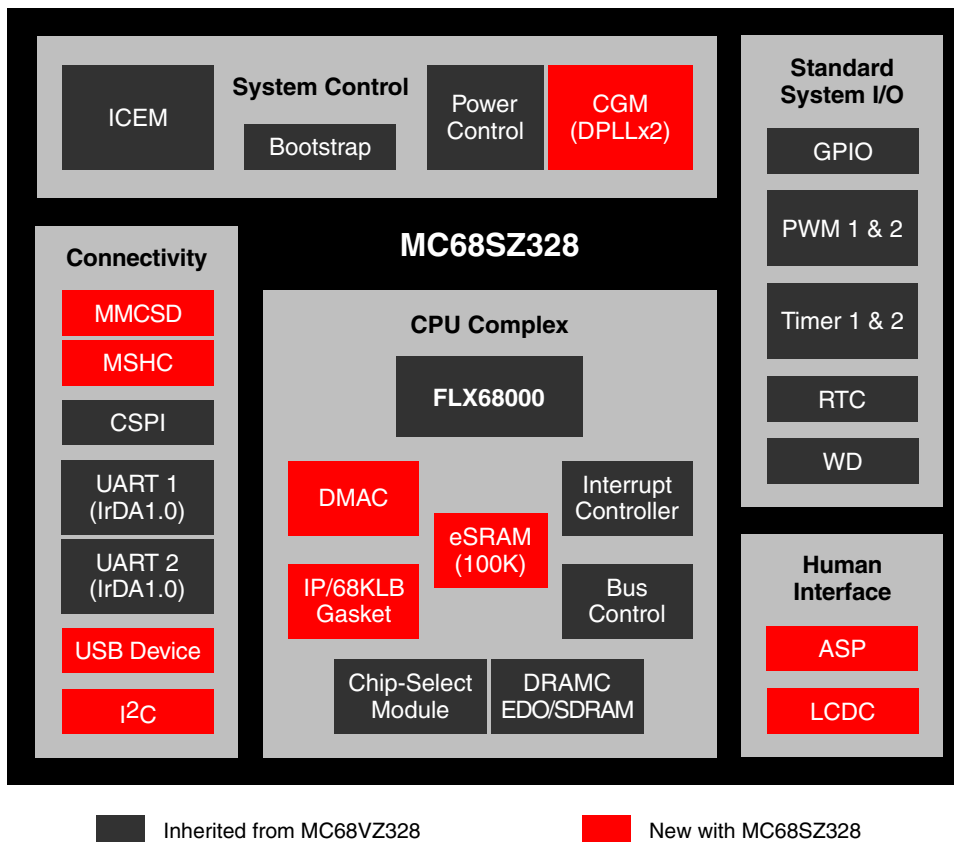 System Control
ICEM
Bootstrap
Power
Control
CGM
(DPLLx2)
Standard
System I/O
GPIO
PWM 1 & 2
Timer 1 & 2
RTC
WD
MC68SZ328
Connectivity
MMCSD
MSHC
CSPI
UART 1
(IrDA1.0)
UART 2
(IrDA1.0)
USB Device
I²C
CPU Complex
FLX68000
DMAC
Interrupt
Controller
eSRAM
(100K)
IP/68KLB
Gasket
Bus
Control
Chip-Select
Module
DRAMC
EDO/SDRAM
Human
Interface
ASP
LCDC
Inherited from MC68VZ328
New with MC68SZ328